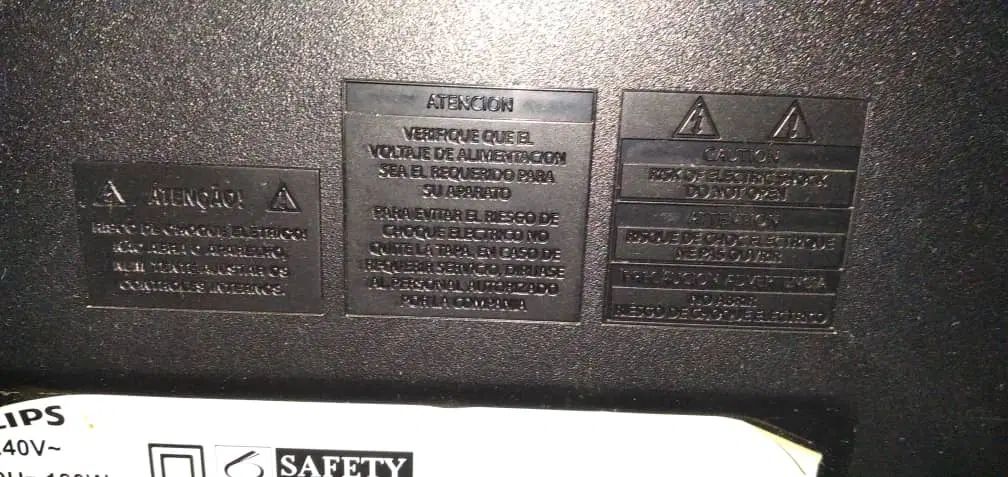 ATENÇÃO!
RISCO DE CHOQUE ELÉTRICO!
NÃO ABRA O APARELHO,
NEM TENTE AJUSTAR OS
CONTROLES INTERNOS.
ATENCION
VERIFIQUE QUE EL
VOLTAJE DE ALIMENTACION
SEA EL REQUERIDO PARA
SU APARATO
PARA EVITAR EL RIESGO DE
CHOQUE ELECTRICO NO
QUITE LA TAPA, EN CASO DE
REQUERIR SERVICIO, DIRIJASE
AL PERSONAL AUTORIZADO
POR LA COMPANIA
CAUTION
RISK OF ELECTRIC SHOCK
DO NOT OPEN
ATTENTION
RISQUE DE CHOC ELECTRIQUE
NE PAS OUVRIR
NO ABRIR
RIESGO DE CHOQUE ELECTRICO
LIPS
240V~
SAFETY